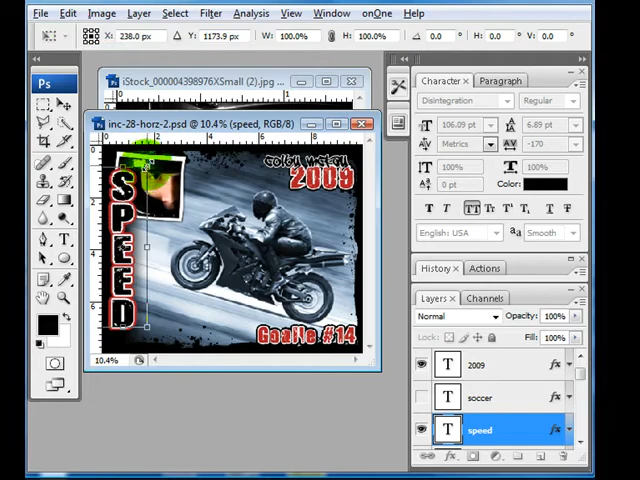 File Edit Image Layer Select Filter Analysis View Window onOne Help
X: 238.0 px Y: 1173.9 px W: 100.0% H: 100.0% 0.0 ° H: 0.0 ° V: 0.0 °
Ps
iStock_000004398976XSmall (2).jpg
inc-28-horz-2.psd @ 10.4% (speed, RGB/8)
SPEED
2009
Goalie #14
10.4%
Character Paragraph
Disintegration Regular
106.09 pt 6.89 pt
Metrics -170
100% 100%
0 pt Color:
English: USA Smooth
History Actions
Layers Channels
Normal Opacity: 100%
Lock: Fill: 100%
T 2009 fx
T soccer fx
T speed fx